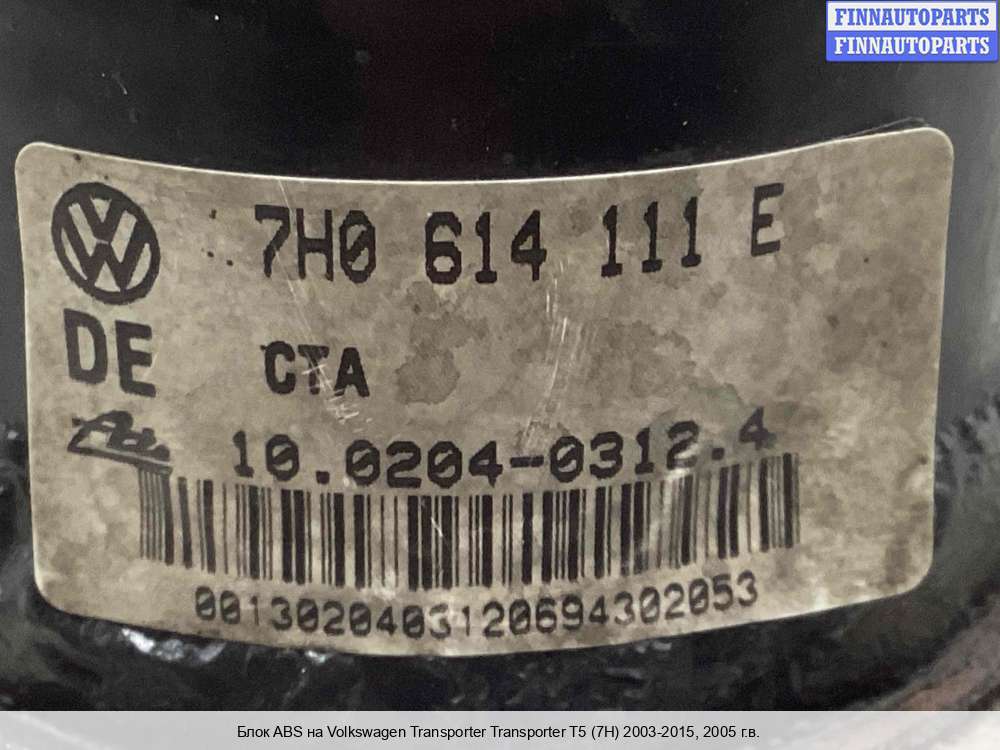 FINNAUTOPARTS
FINNAUTOPARTS
7H0 614 111 E
DE
CTA
Ate
10.0204-0312.4
0013020403120694302053
Блок ABS на Volkswagen Transporter Transporter T5 (7H) 2003-2015, 2005 г.в.